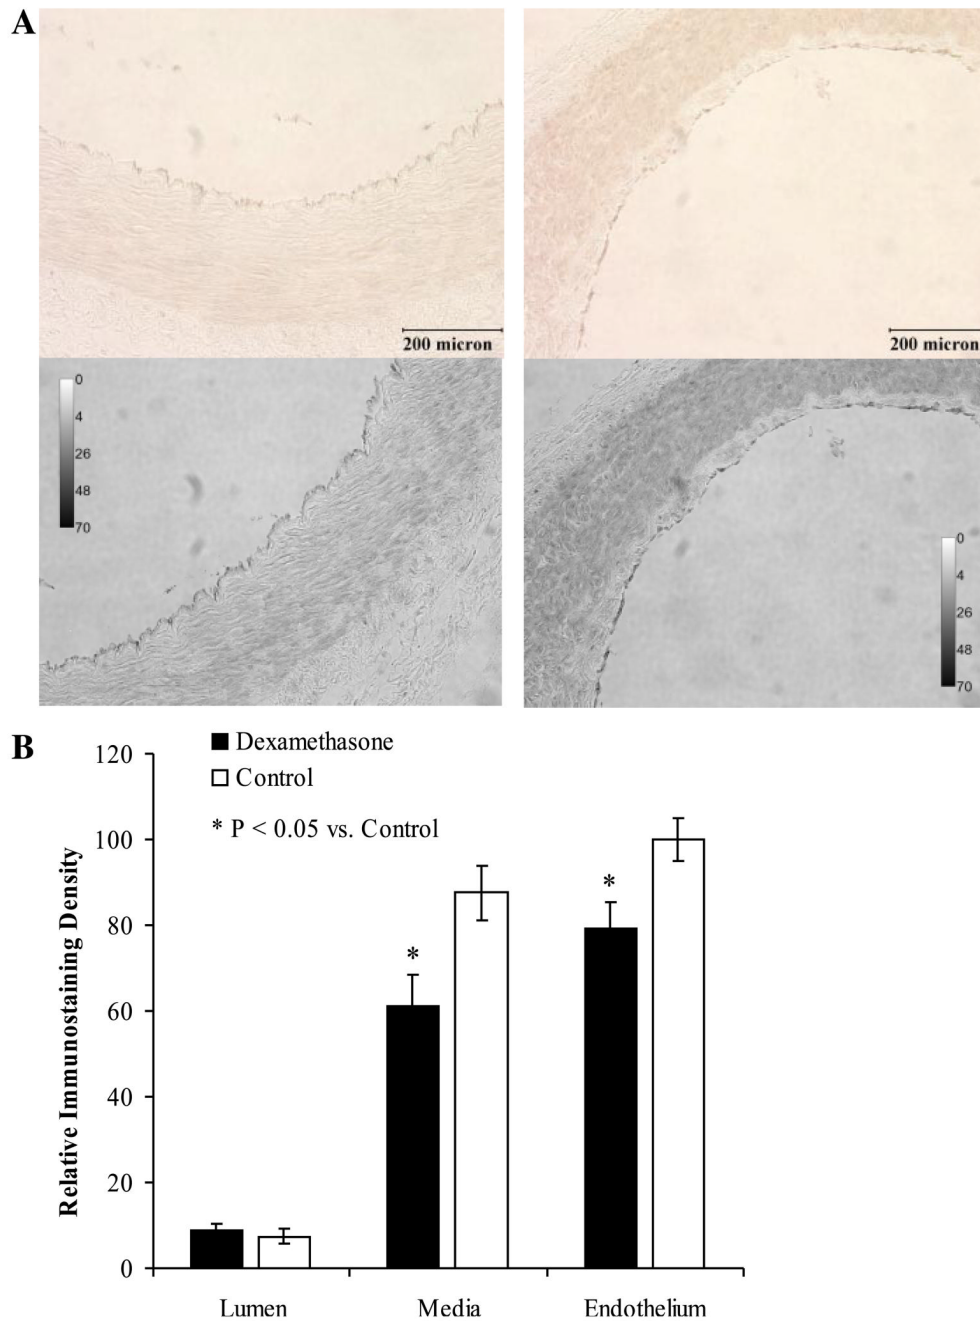 A
200 micron
200 micron
0
4
26
48
70
0
4
26
48
70
B
Dexamethasone
Control
* P < 0.05 vs. Control
Relative Immunostaining Density
120
100
80
60
40
20
0
*
*
Lumen
Media
Endothelium